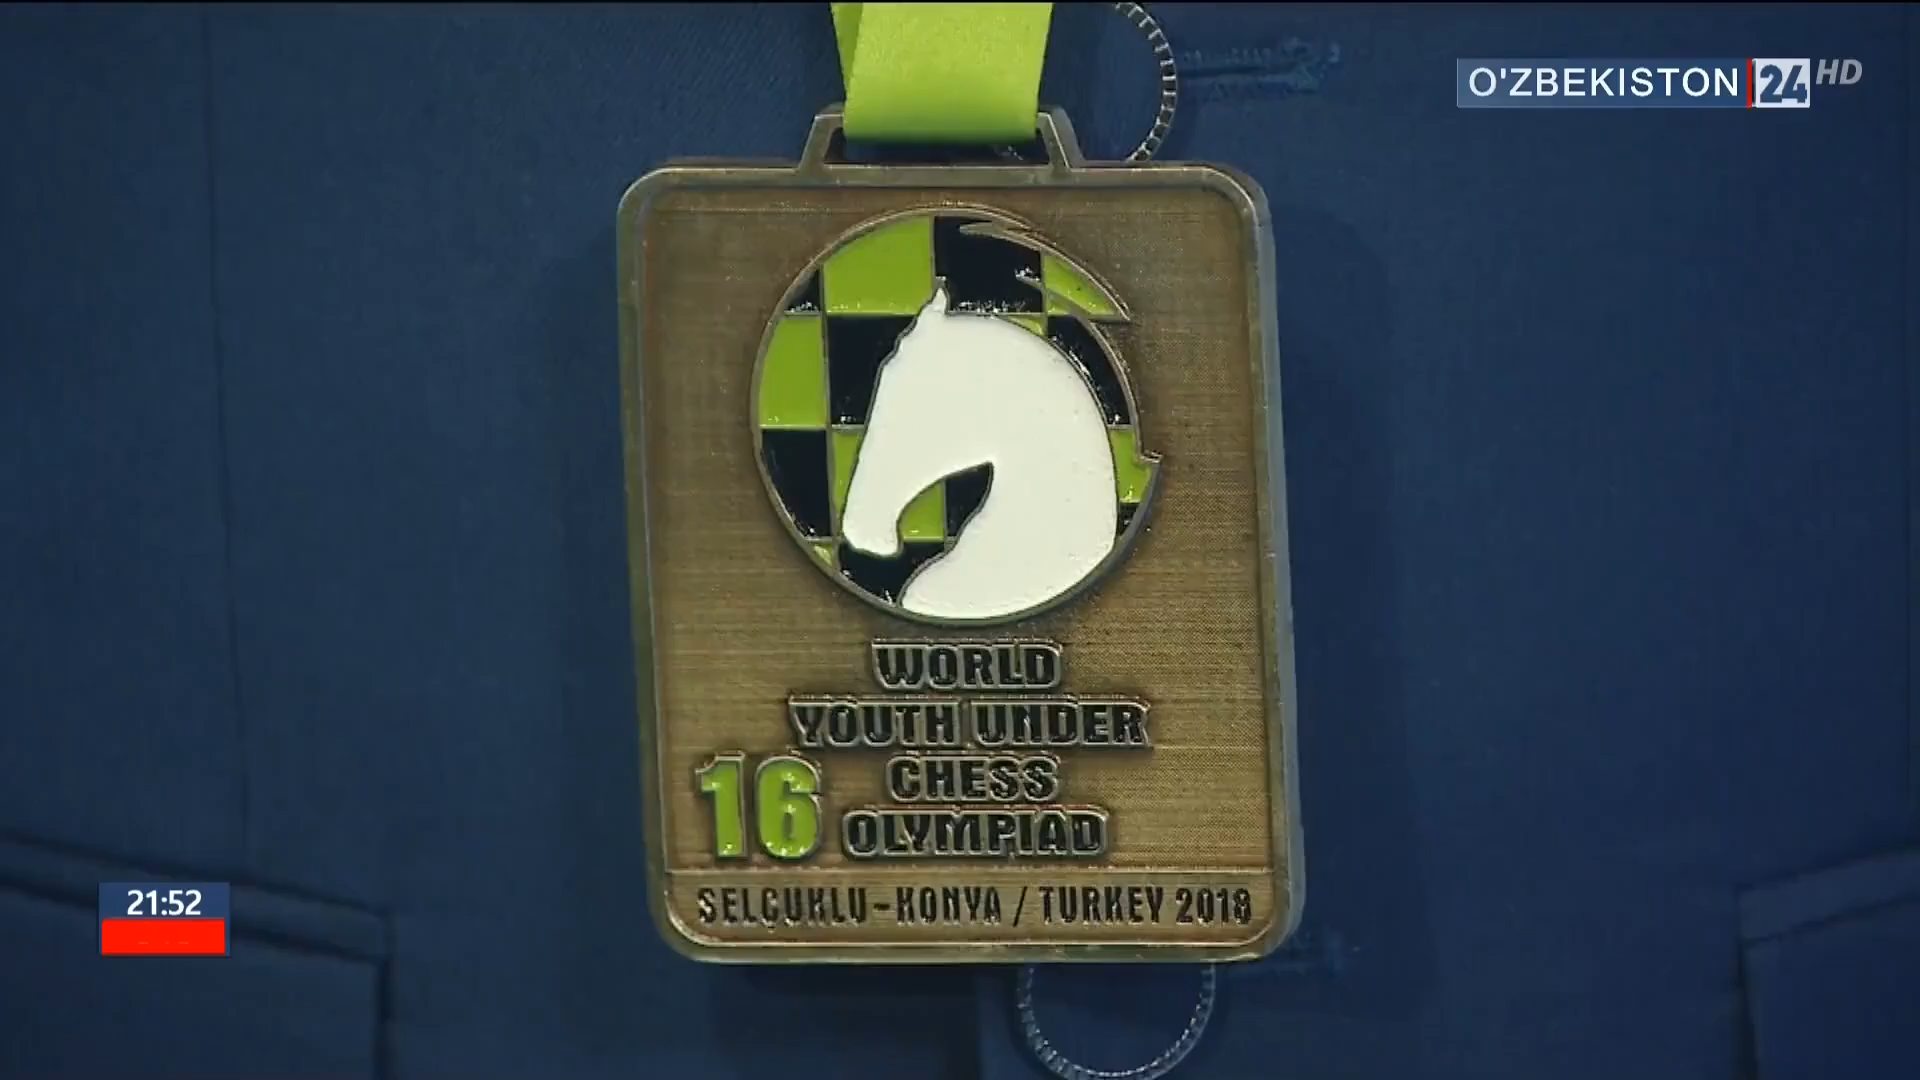 O'ZBEKISTON 24 HD
WORLD
YOUTH UNDER
16 CHESS
OLYMPIAD
SELÇUKLU-KONYA / TURKEY 2018
21:52